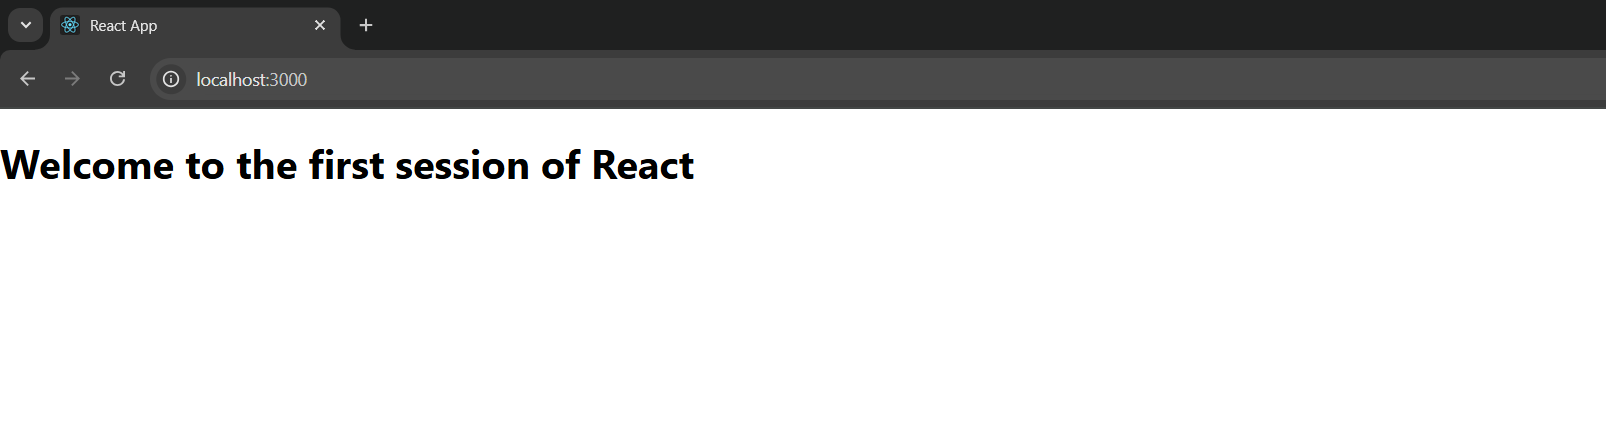 React App
localhost:3000
Welcome to the first session of React